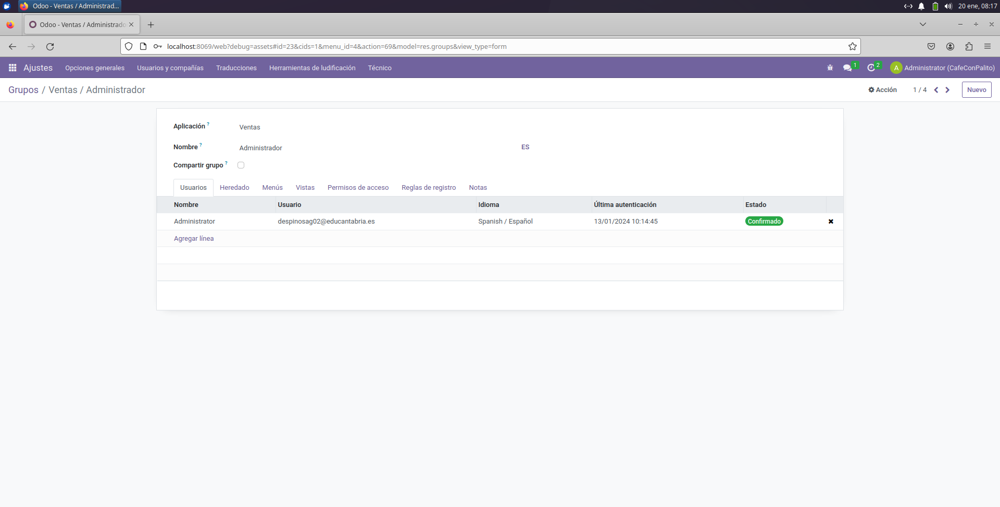 Odoo - Ventas / Administrad...
20 ene, 08:17
Odoo - Ventas / Administrado
localhost:8069/web?debug=assets#id=23&cids=1&menu_id=4&action=69&model=res.groups&view_type=form
Ajustes Opciones generales Usuarios y compañías Traducciones Herramientas de ludificación Técnico 1 2 A Administrator (CafeConPalito)
Grupos / Ventas / Administrador Acción 1 / 4 Nuevo
Aplicación ? Ventas
Nombre ? Administrador ES
Compartir grupo ?
Usuarios Heredado Menús Vistas Permisos de acceso Reglas de registro Notas
Nombre Usuario Idioma Última autenticación Estado
Administrator despinosag02@educantabria.es Spanish / Español 13/01/2024 10:14:45 Confirmado
Agregar línea